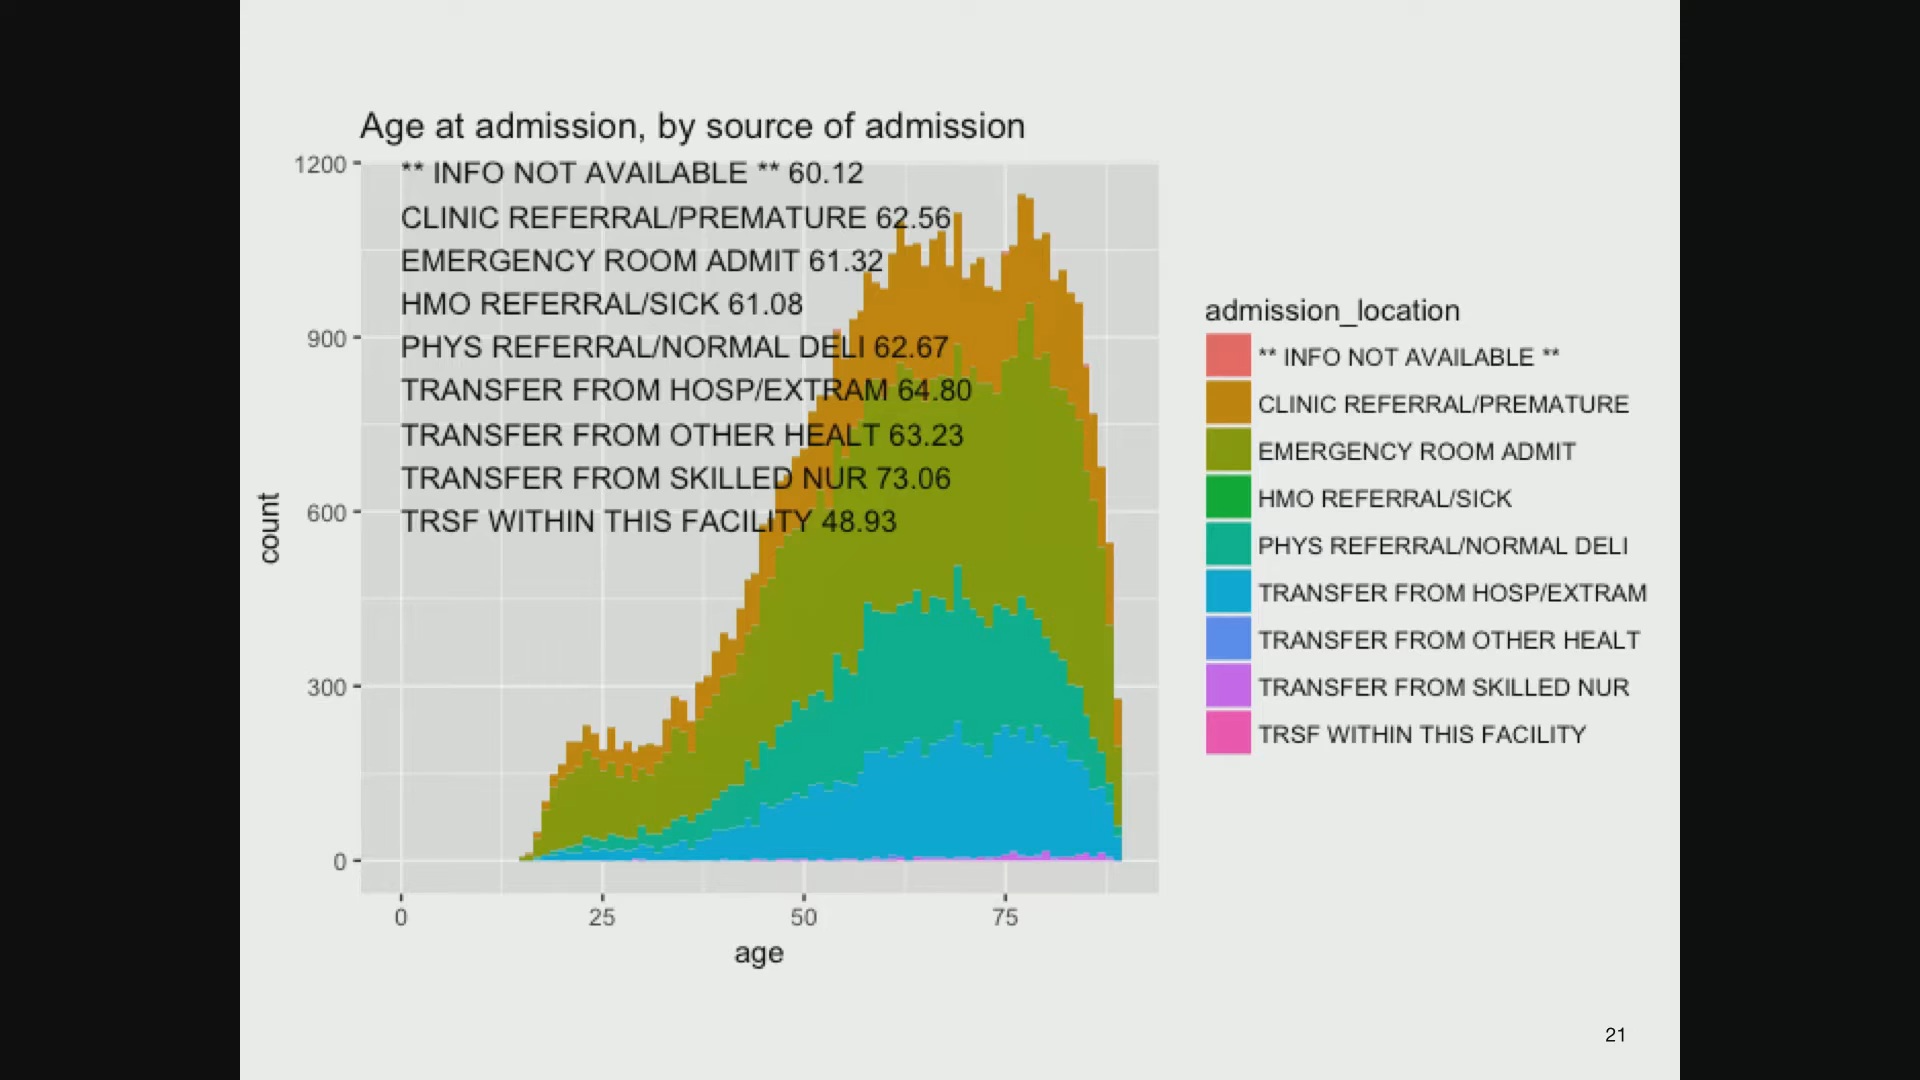 Age at admission, by source of admission
1200
** INFO NOT AVAILABLE ** 60.12
CLINIC REFERRAL/PREMATURE 62.56
EMERGENCY ROOM ADMIT 61.32
HMO REFERRAL/SICK 61.08
900
PHYS REFERRAL/NORMAL DELI 62.67
TRANSFER FROM HOSP/EXTRAM 64.80
TRANSFER FROM OTHER HEALT 63.23
TRANSFER FROM SKILLED NUR 73.06
600
TRSF WITHIN THIS FACILITY 48.93
count
300
0
0 25 50 75
age
admission_location
** INFO NOT AVAILABLE **
CLINIC REFERRAL/PREMATURE
EMERGENCY ROOM ADMIT
HMO REFERRAL/SICK
PHYS REFERRAL/NORMAL DELI
TRANSFER FROM HOSP/EXTRAM
TRANSFER FROM OTHER HEALT
TRANSFER FROM SKILLED NUR
TRSF WITHIN THIS FACILITY
21